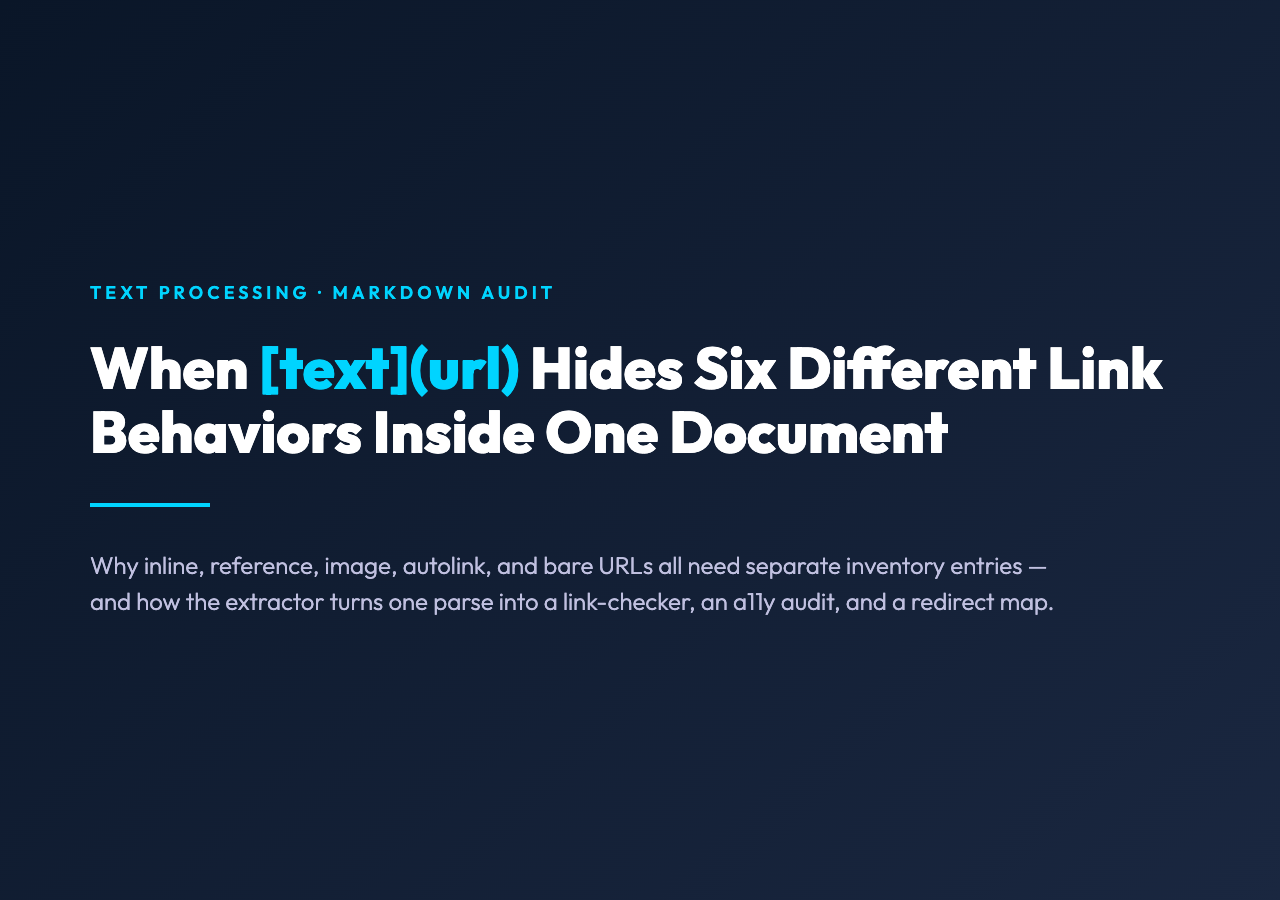 TEXT PROCESSING · MARKDOWN AUDIT
When [text](url) Hides Six Different Link
Behaviors Inside One Document
Why inline, reference, image, autolink, and bare URLs all need separate inventory entries —
and how the extractor turns one parse into a link-checker, an a11y audit, and a redirect map.